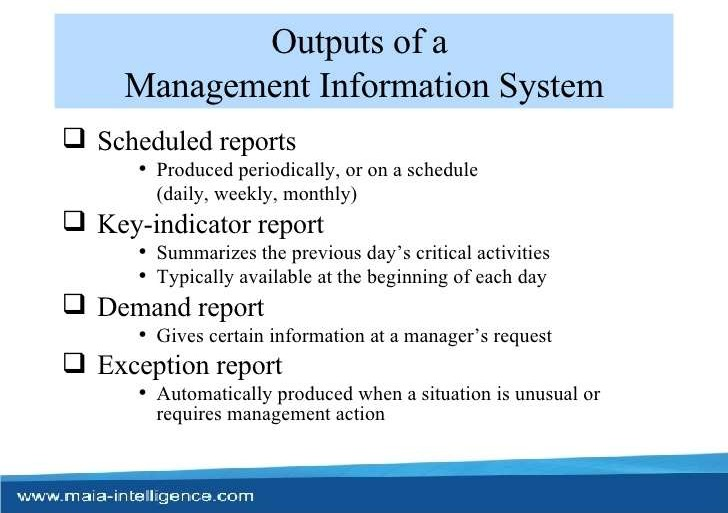 Outputs of a
Management Information System
Scheduled reports
• Produced periodically, or on a schedule
(daily, weekly, monthly)
Key-indicator report
• Summarizes the previous day’s critical activities
• Typically available at the beginning of each day
Demand report
• Gives certain information at a manager’s request
Exception report
• Automatically produced when a situation is unusual or
requires management action
www.maia-intelligence.com